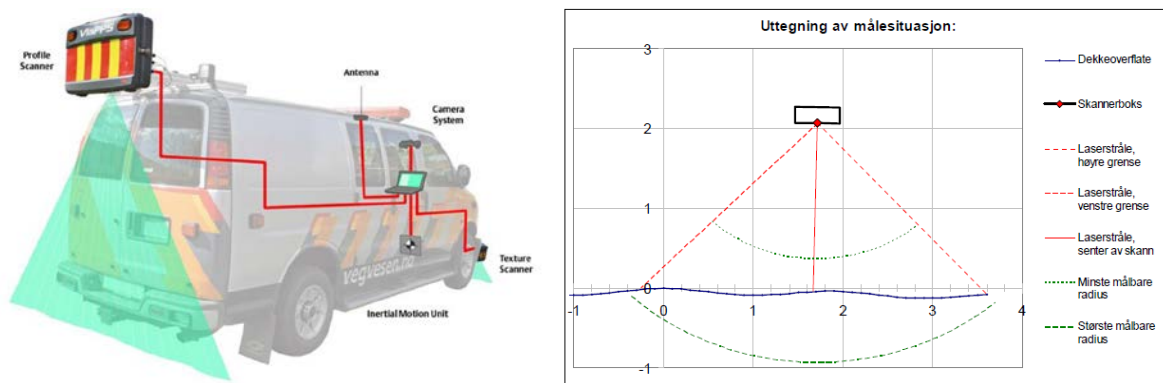 ViaPPS
Profile
Scanner
Antenna
Camera
System
vegvesen.no
Texture
Scanner
Inertial Motion Unit
Uttegning av målesituasjon:
3
2
1
0
-1
-1
0
1
2
3
4
Dekkeoverflate
Skannerboks
Laserstråle,
høyre grense
Laserstråle,
venstre grense
Laserstråle,
senter av skann
Minste målbare
radius
Største målbare
radius